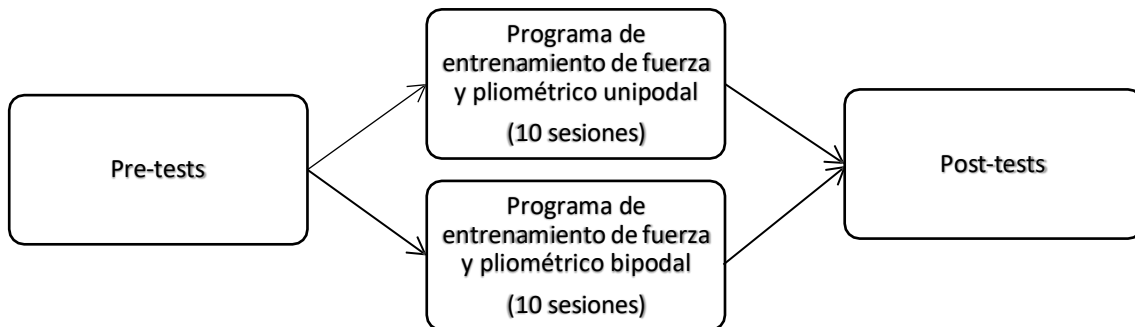 Pre-tests
Programa de
entrenamiento de fuerza
y pliométrico unipodal
(10 sesiones)
Programa de
entrenamiento de fuerza
y pliométrico bipodal
(10 sesiones)
Post-tests